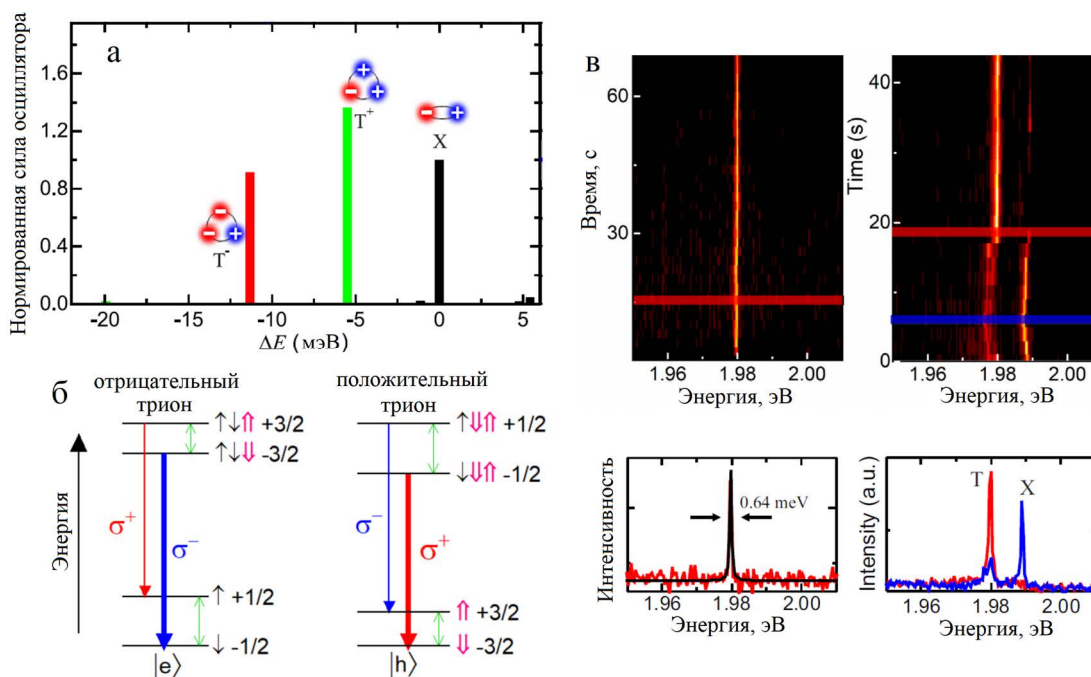 а
Нормированная сила осциллятора
1.6
1.2
0.8
0.4
0.0
T⁻
T⁺
X
-20
-15
-10
-5
0
5
ΔE (мэВ)
б
Энергия
отрицательный
трион
↑↓⇑ +3/2
↑↓⇓ -3/2
σ⁺
σ⁻
↑ +1/2
↓ -1/2
|e⟩
положительный
трион
↑⇓⇑ +1/2
↓⇓⇑ -1/2
σ⁻
σ⁺
⇑ +3/2
⇓ -3/2
|h⟩
в
Время, с
60
30
1.96
1.98
2.00
Энергия, эВ
Time (s)
40
20
0
1.96
1.98
2.00
Энергия, эВ
Интенсивность
0.64 meV
1.96
1.98
2.00
Энергия, эВ
Intensity (a.u.)
T
X
1.96
1.98
2.00
Энергия, эВ